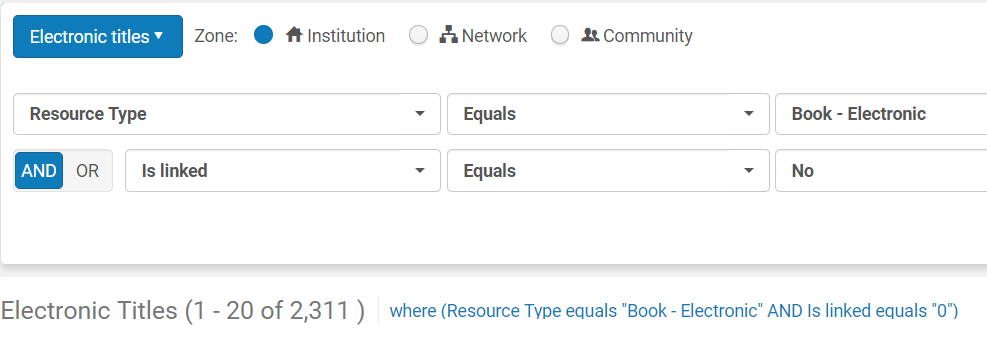 Electronic titles Zone: Institution Network Community
Resource Type Equals Book - Electronic
AND OR Is linked Equals No
Electronic Titles (1 - 20 of 2,311 ) where (Resource Type equals "Book - Electronic" AND Is linked equals "0")